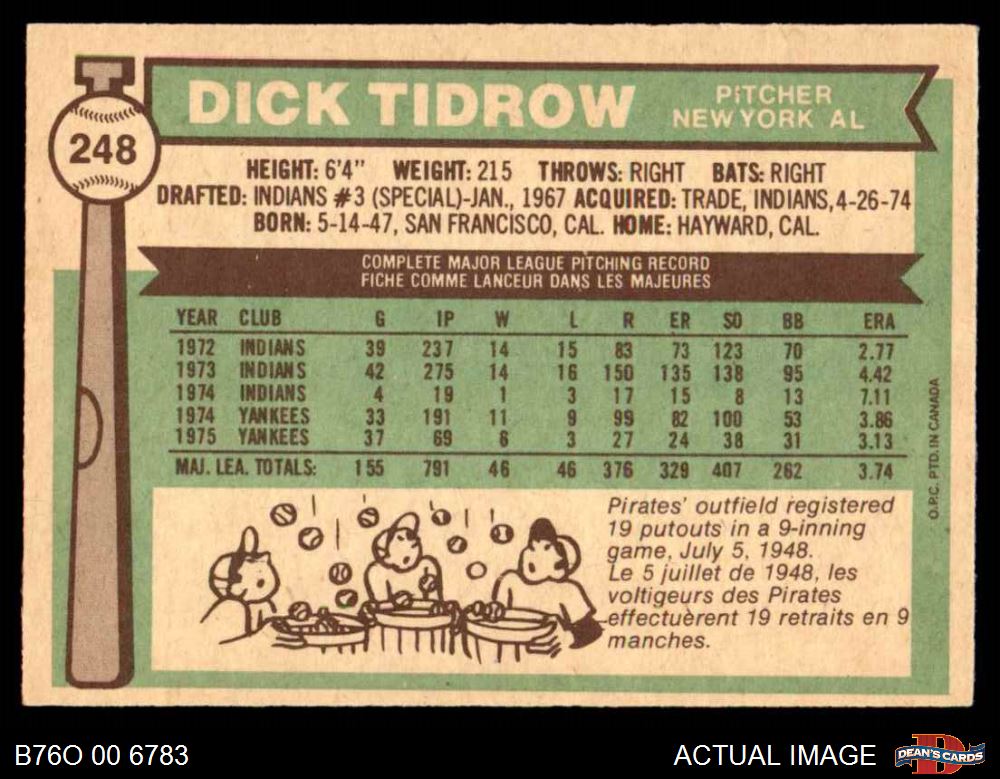 248
DICK TIDROW
PITCHER
NEW YORK AL
HEIGHT: 6'4" WEIGHT: 215 THROWS: RIGHT BATS: RIGHT
DRAFTED: INDIANS #3 (SPECIAL)-JAN., 1967 ACQUIRED: TRADE, INDIANS, 4-26-74
BORN: 5-14-47, SAN FRANCISCO, CAL. HOME: HAYWARD, CAL.
COMPLETE MAJOR LEAGUE PITCHING RECORD
FICHE COMME LANCEUR DANS LES MAJEURES
YEAR CLUB G IP W L R ER SO BB ERA
1972 INDIANS 39 237 14 15 83 73 123 70 2.77
1973 INDIANS 42 275 14 16 150 135 138 95 4.42
1974 INDIANS 4 19 1 3 17 15 8 13 7.11
1974 YANKEES 33 191 11 9 99 82 100 53 3.86
1975 YANKEES 37 69 6 3 27 24 38 31 3.13
MAJ. LEA. TOTALS: 155 791 46 46 376 329 407 262 3.74
O.P.C. PTD. IN CANADA
Pirates' outfield registered
19 putouts in a 9-inning
game, July 5, 1948.
Le 5 juillet de 1948, les
voltigeurs des Pirates
effectuèrent 19 retraits en 9
manches.
B76O 00 6783
ACTUAL IMAGE
DEAN'S CARDS